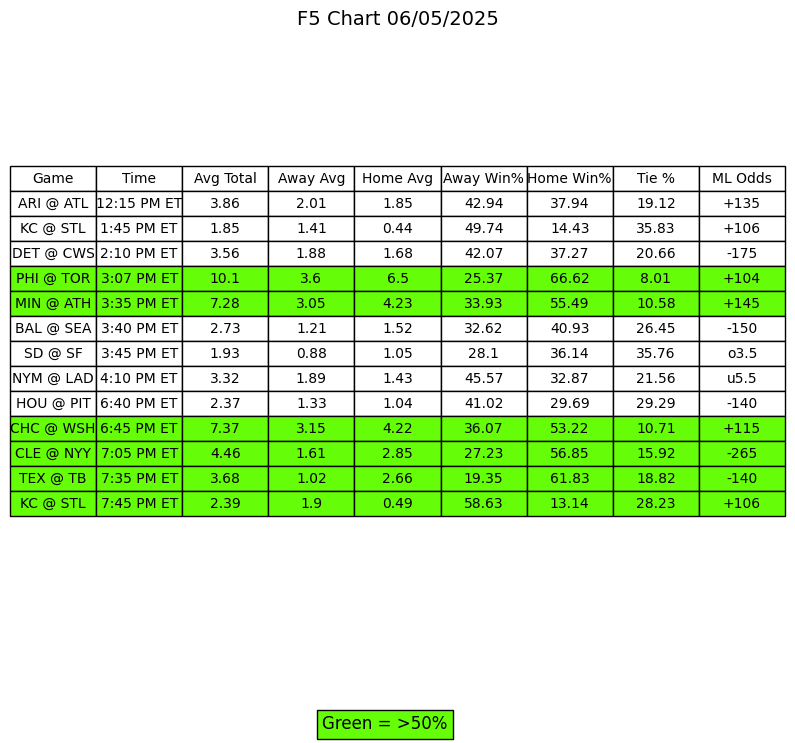 F5 Chart 06/05/2025
Game Time Avg Total Away Avg Home Avg Away Win% Home Win% Tie % ML Odds
ARI @ ATL 12:15 PM ET 3.86 2.01 1.85 42.94 37.94 19.12 +135
KC @ STL 1:45 PM ET 1.85 1.41 0.44 49.74 14.43 35.83 +106
DET @ CWS 2:10 PM ET 3.56 1.88 1.68 42.07 37.27 20.66 -175
PHI @ TOR 3:07 PM ET 10.1 3.6 6.5 25.37 66.62 8.01 +104
MIN @ ATH 3:35 PM ET 7.28 3.05 4.23 33.93 55.49 10.58 +145
BAL @ SEA 3:40 PM ET 2.73 1.21 1.52 32.62 40.93 26.45 -150
SD @ SF 3:45 PM ET 1.93 0.88 1.05 28.1 36.14 35.76 o3.5
NYM @ LAD 4:10 PM ET 3.32 1.89 1.43 45.57 32.87 21.56 u5.5
HOU @ PIT 6:40 PM ET 2.37 1.33 1.04 41.02 29.69 29.29 -140
CHC @ WSH 6:45 PM ET 7.37 3.15 4.22 36.07 53.22 10.71 +115
CLE @ NYY 7:05 PM ET 4.46 1.61 2.85 27.23 56.85 15.92 -265
TEX @ TB 7:35 PM ET 3.68 1.02 2.66 19.35 61.83 18.82 -140
KC @ STL 7:45 PM ET 2.39 1.9 0.49 58.63 13.14 28.23 +106
Green = >50%